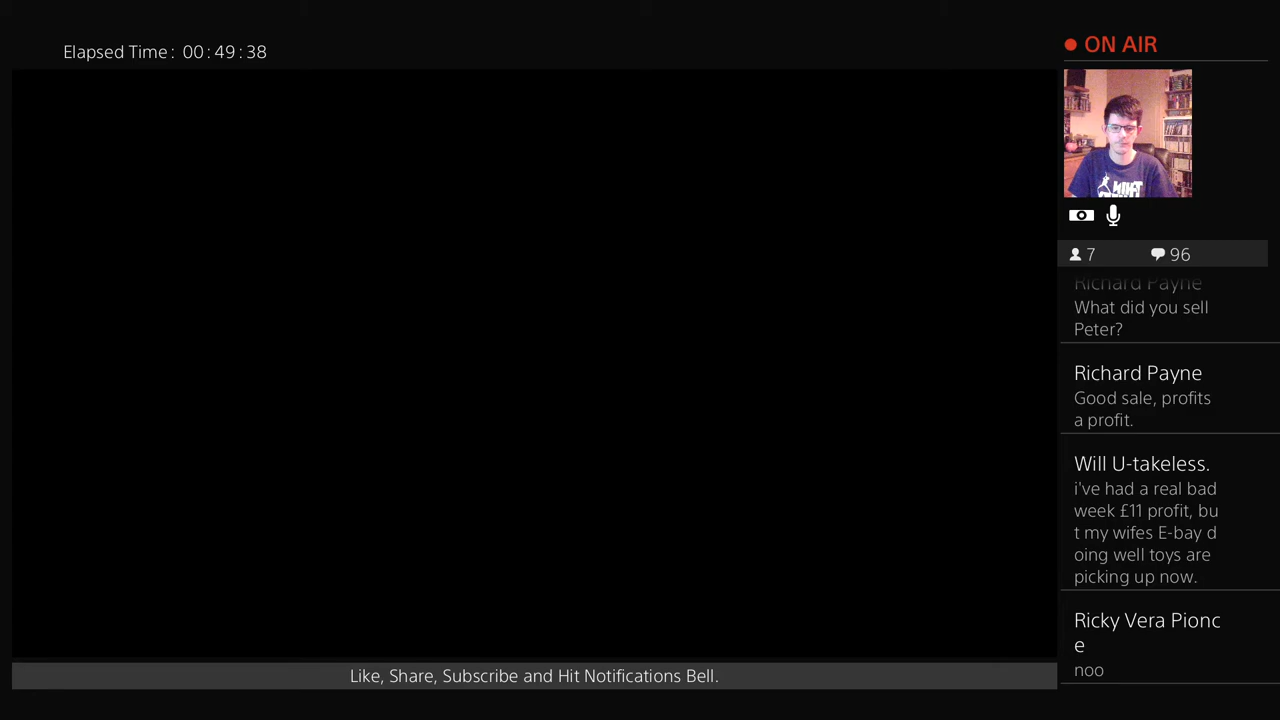 Elapsed Time: 00:49:38
ON AIR
7 96
Richard Payne
What did you sell
Peter?
Richard Payne
Good sale, profits
a profit.
Will U-takeless.
i've had a real bad
week £11 profit, bu
t my wifes E-bay d
oing well toys are
picking up now.
Ricky Vera Pionc
e
noo
Like, Share, Subscribe and Hit Notifications Bell.